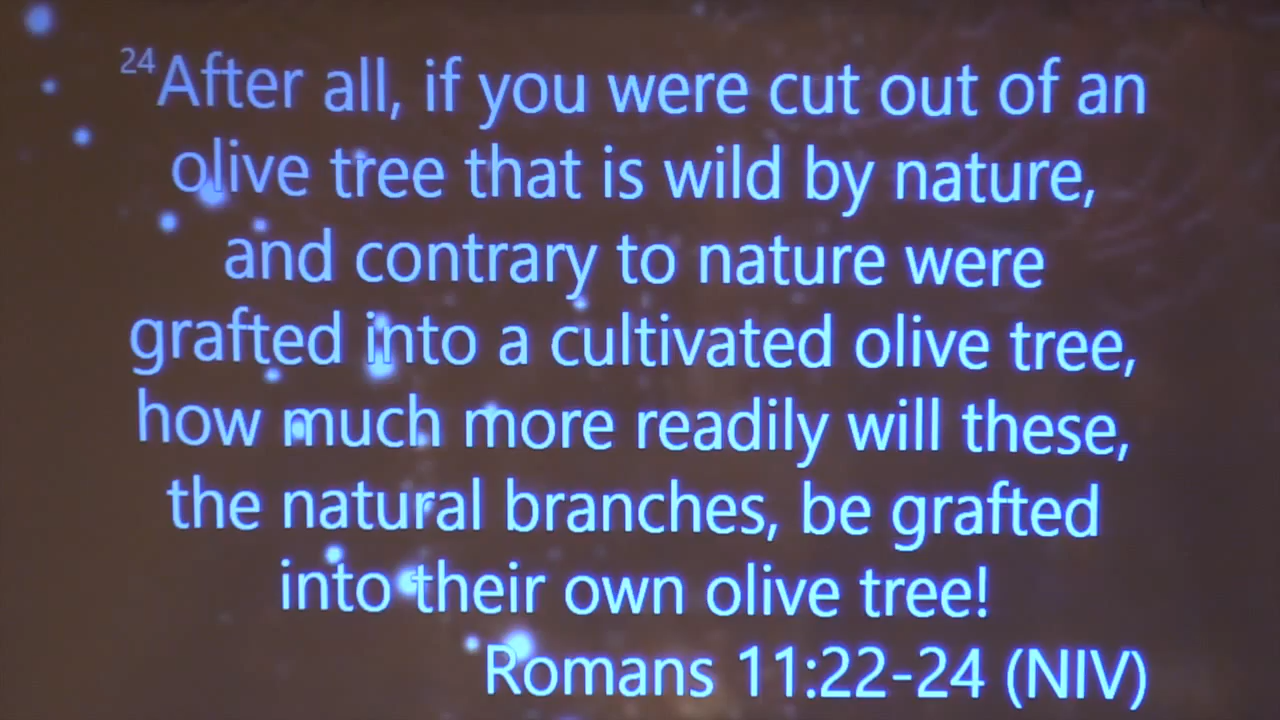 24After all, if you were cut out of an
olive tree that is wild by nature,
and contrary to nature were
grafted into a cultivated olive tree,
how much more readily will these,
the natural branches, be grafted
into their own olive tree!
Romans 11:22-24 (NIV)